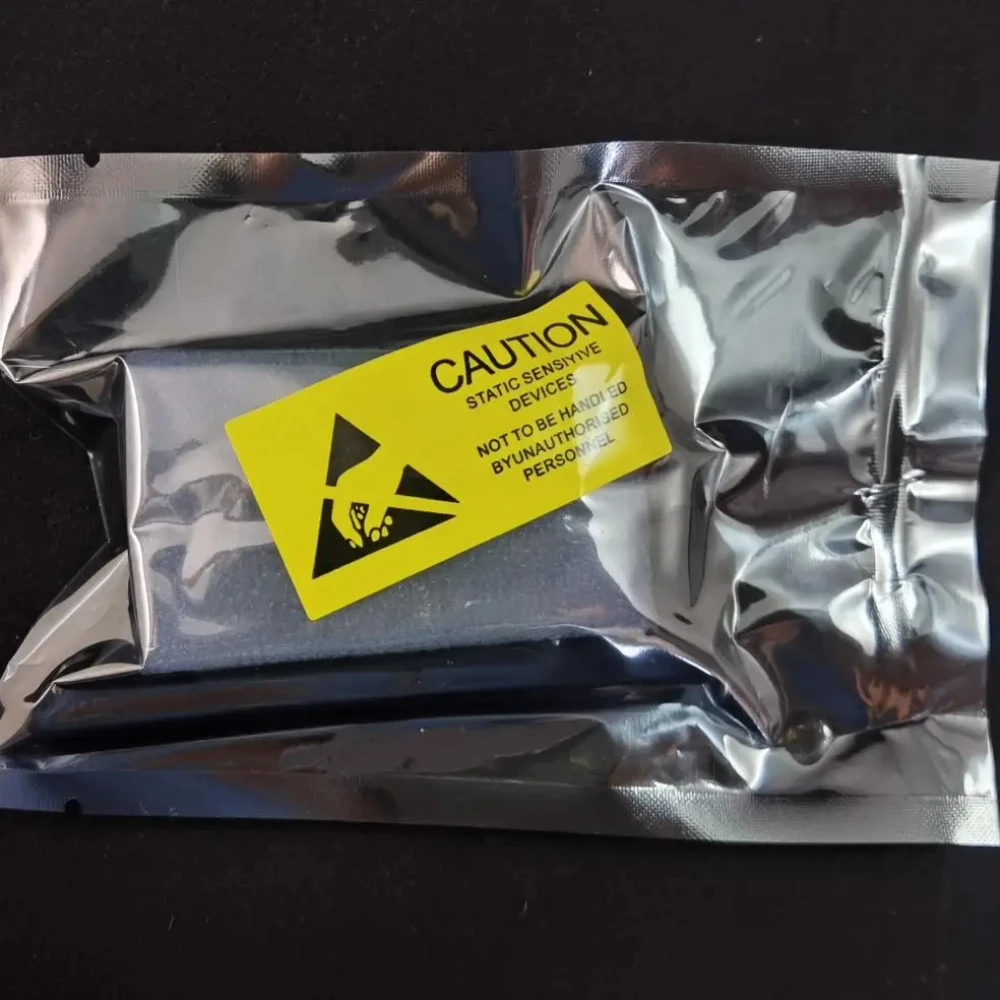 CAUTION
STATIC SENSIYIVE
DEVICES
NOT TO BE HANDLED
BYUNAUTHORISED
PERSONNEL